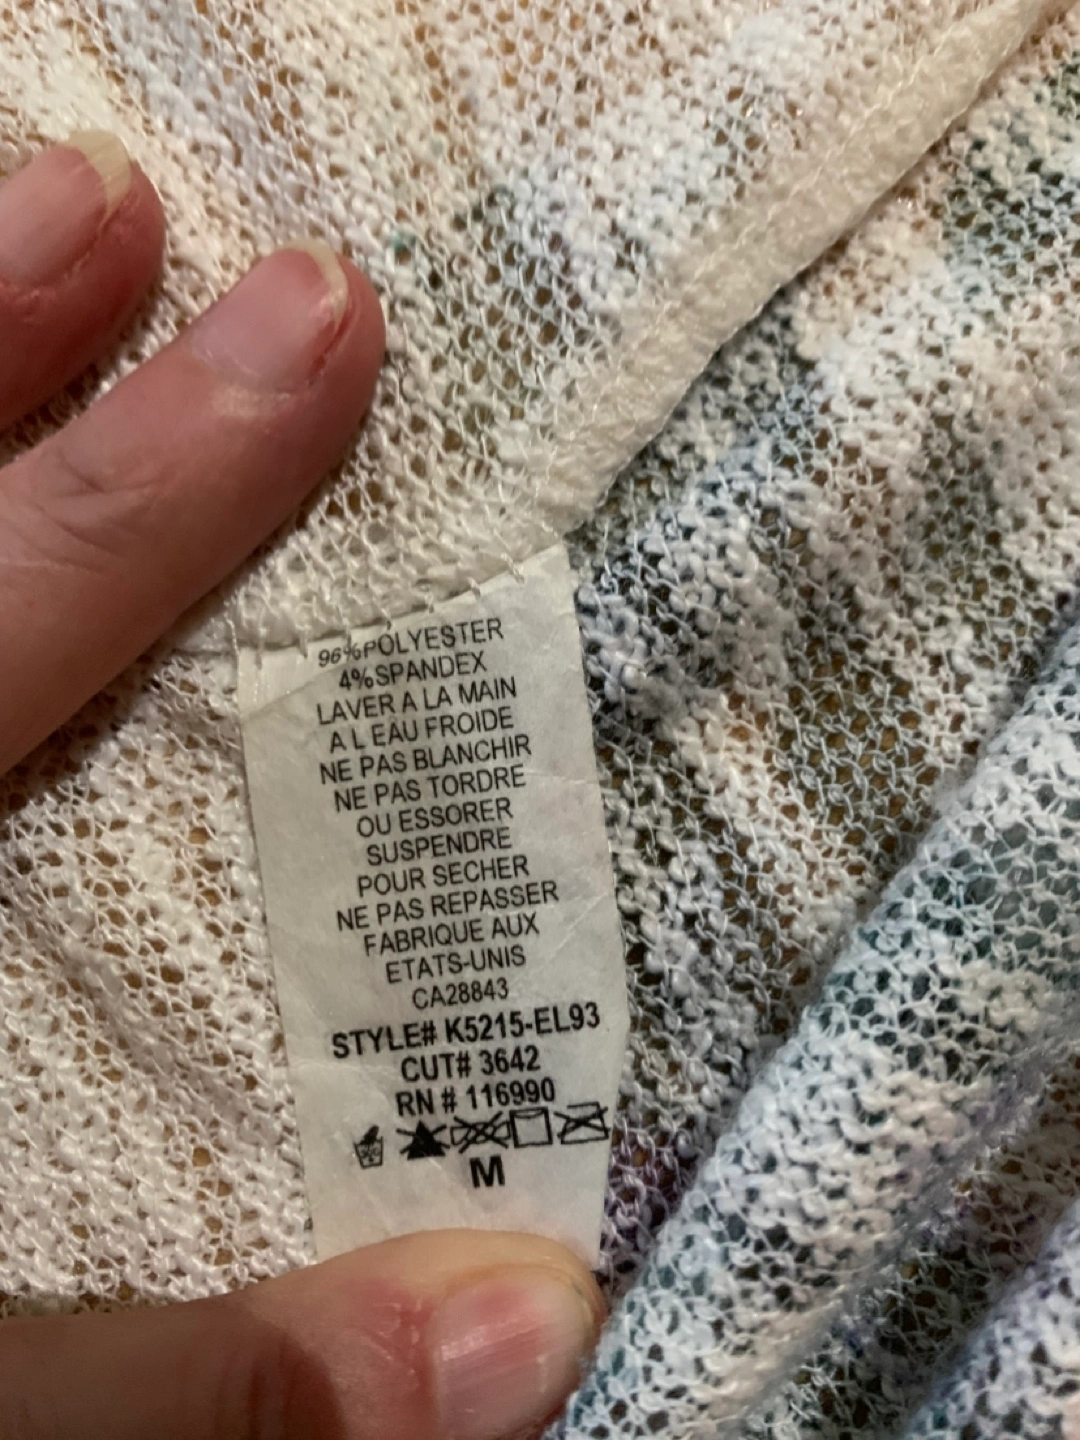 96%POLYESTER
4%SPANDEX
LAVER A LA MAIN
A L EAU FROIDE
NE PAS BLANCHIR
NE PAS TORDRE
OU ESSORER
SUSPENDRE
POUR SECHER
NE PAS REPASSER
FABRIQUE AUX
ETATS-UNIS
CA28843
STYLE# K5215-EL93
CUT# 3642
RN # 116990
M